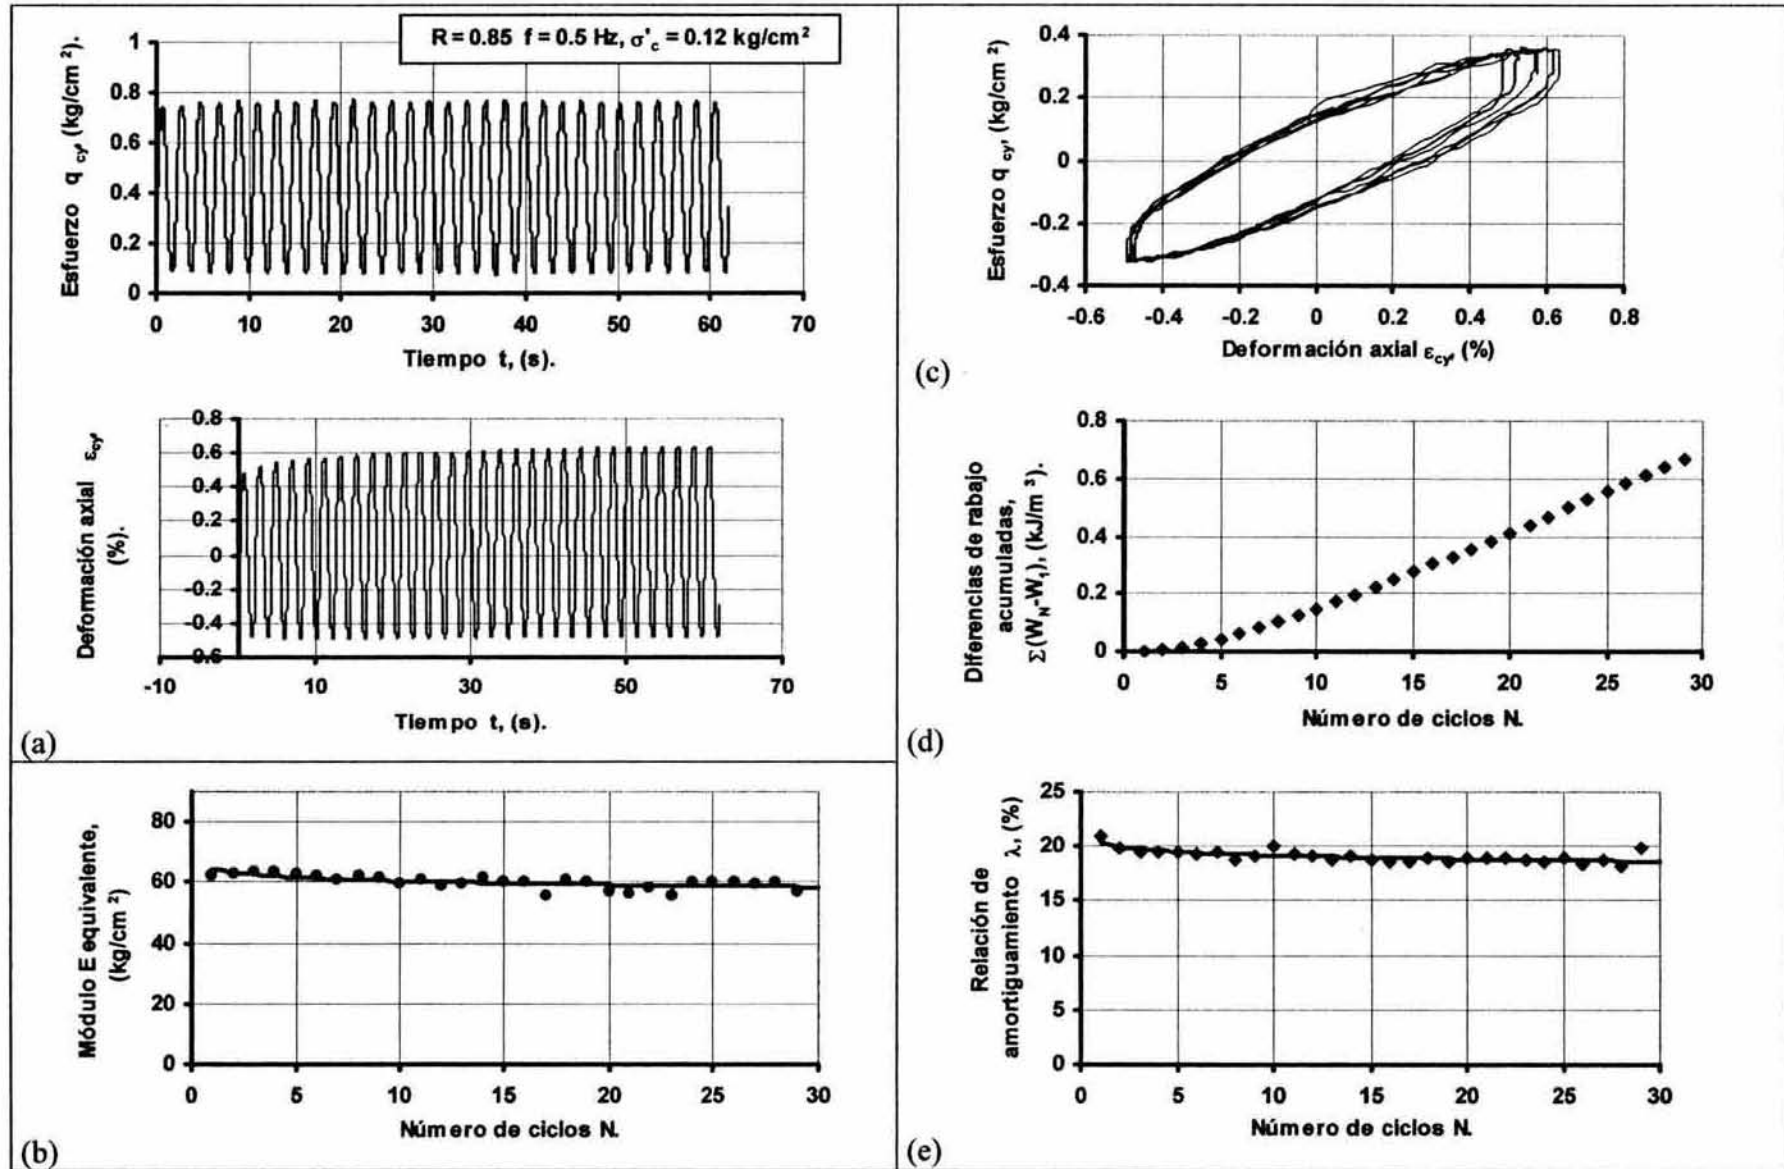 R = 0.85 f = 0.5 Hz, σ'c = 0.12 kg/cm²
Esfuerzo q cy, (kg/cm²).
1
0.8
0.6
0.4
0.2
0
0 10 20 30 40 50 60 70
Tiempo t, (s).
Deformación axial εcy,
(%).
0.8
0.6
0.4
0.2
0
-0.2
-0.4
0.6
-10 10 30 50 70
Tiempo t, (s).
(a)
Módulo E equivalente,
(kg/cm²)
80
60
40
20
0
0 5 10 15 20 25 30
Número de ciclos N.
(b)
Esfuerzo q cy, (kg/cm²)
0.4
0.2
0
-0.2
-0.4
-0.6 -0.4 -0.2 0 0.2 0.4 0.6 0.8
Deformación axial εcy, (%)
(c)
Diferencias de rabajo
acumuladas,
Σ(WN-W1), (kJ/m³).
0.8
0.6
0.4
0.2
0
0 5 10 15 20 25 30
Número de ciclos N.
(d)
Relación de
amortiguamiento λ, (%)
25
20
15
10
5
0
0 5 10 15 20 25 30
Número de ciclos N.
(e)